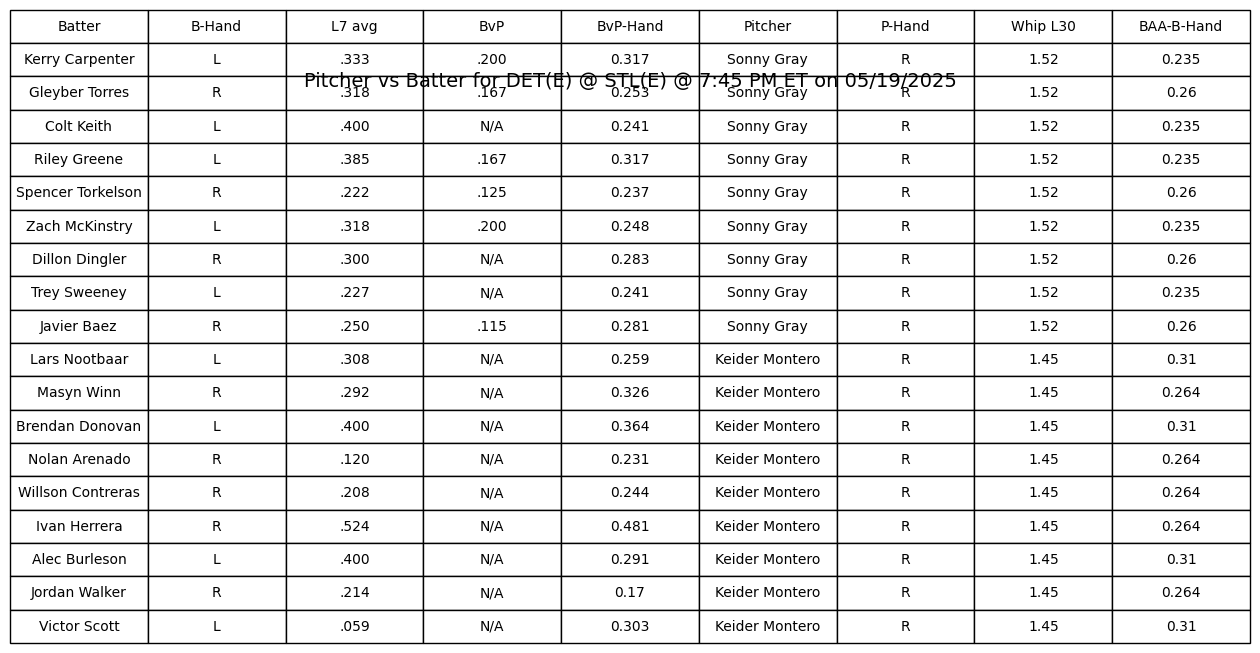 Batter B-Hand L7 avg BvP BvP-Hand Pitcher P-Hand Whip L30 BAA-B-Hand
Kerry Carpenter L .333 .200 0.317 Sonny Gray R 1.52 0.235
Pitcher vs Batter for DET(E) @ STL(E) @ 7:45 PM ET on 05/19/2025
Gleyber Torres R .318 .167 0.253 Sonny Gray R 1.52 0.26
Colt Keith L .400 N/A 0.241 Sonny Gray R 1.52 0.235
Riley Greene L .385 .167 0.317 Sonny Gray R 1.52 0.235
Spencer Torkelson R .222 .125 0.237 Sonny Gray R 1.52 0.26
Zach McKinstry L .318 .200 0.248 Sonny Gray R 1.52 0.235
Dillon Dingler R .300 N/A 0.283 Sonny Gray R 1.52 0.26
Trey Sweeney L .227 N/A 0.241 Sonny Gray R 1.52 0.235
Javier Baez R .250 .115 0.281 Sonny Gray R 1.52 0.26
Lars Nootbaar L .308 N/A 0.259 Keider Montero R 1.45 0.31
Masyn Winn R .292 N/A 0.326 Keider Montero R 1.45 0.264
Brendan Donovan L .400 N/A 0.364 Keider Montero R 1.45 0.31
Nolan Arenado R .120 N/A 0.231 Keider Montero R 1.45 0.264
Willson Contreras R .208 N/A 0.244 Keider Montero R 1.45 0.264
Ivan Herrera R .524 N/A 0.481 Keider Montero R 1.45 0.264
Alec Burleson L .400 N/A 0.291 Keider Montero R 1.45 0.31
Jordan Walker R .214 N/A 0.17 Keider Montero R 1.45 0.264
Victor Scott L .059 N/A 0.303 Keider Montero R 1.45 0.31